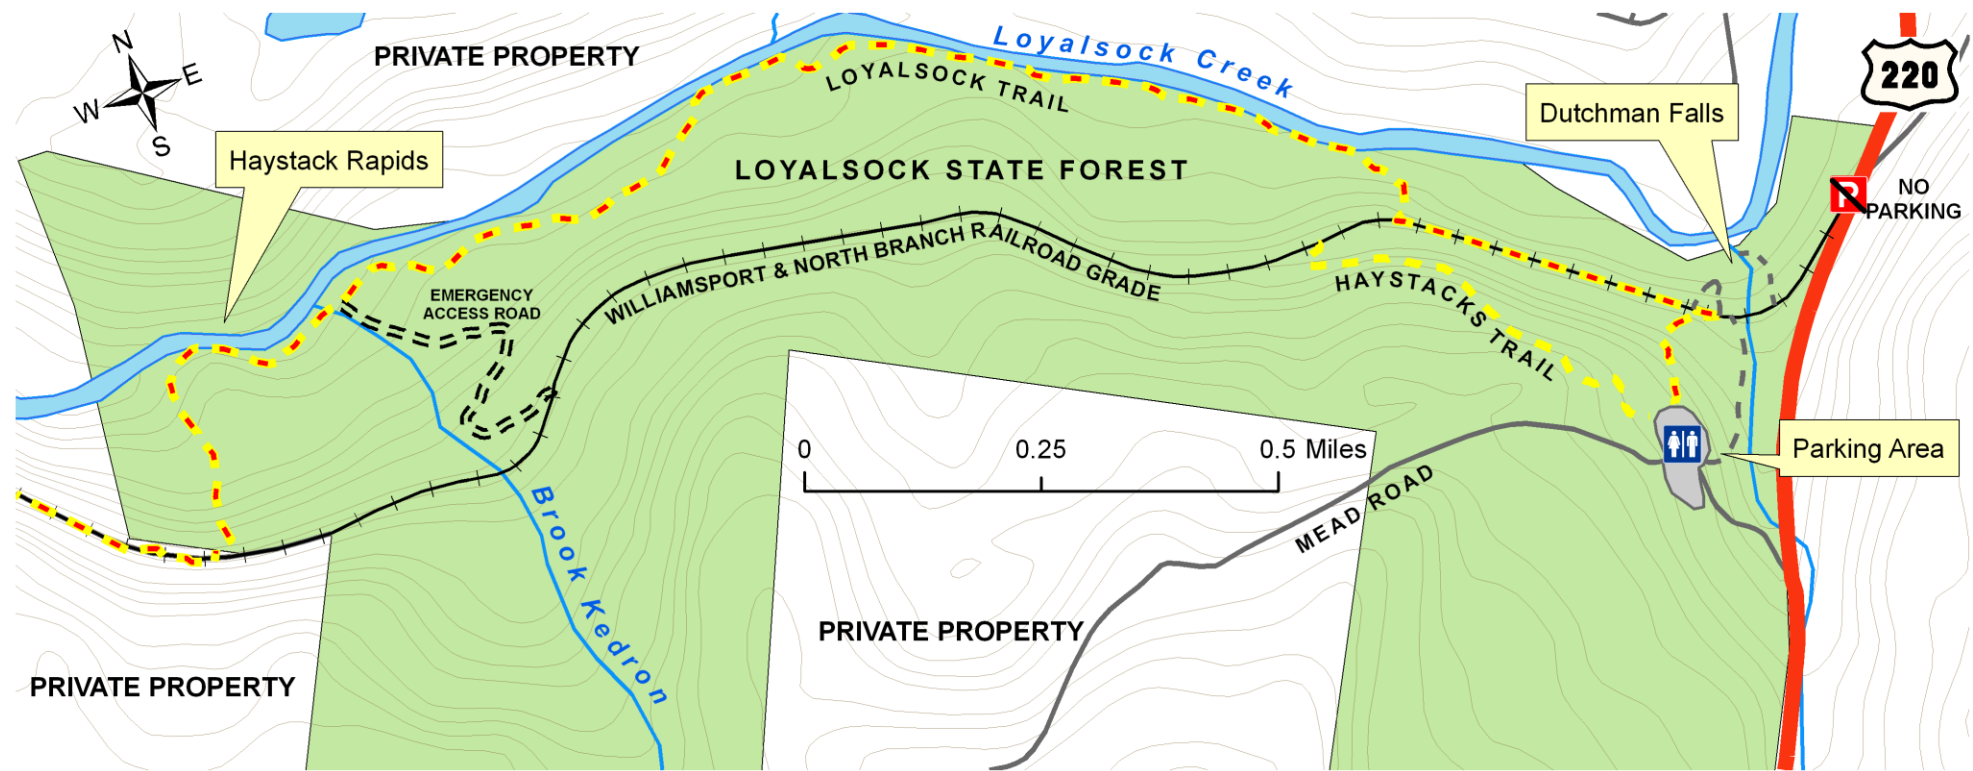 N
E
W
S
PRIVATE PROPERTY
Loyalsock Creek
220
Haystack Rapids
LOYALSOCK TRAIL
Dutchman Falls
LOYALSOCK STATE FOREST
P
NO
PARKING
WILLIAMSPORT & NORTH BRANCH RAILROAD GRADE
EMERGENCY
ACCESS ROAD
HAYSTACKS TRAIL
0 0.25 0.5 Miles
Parking Area
MEAD ROAD
Brook Kedron
PRIVATE PROPERTY
PRIVATE PROPERTY